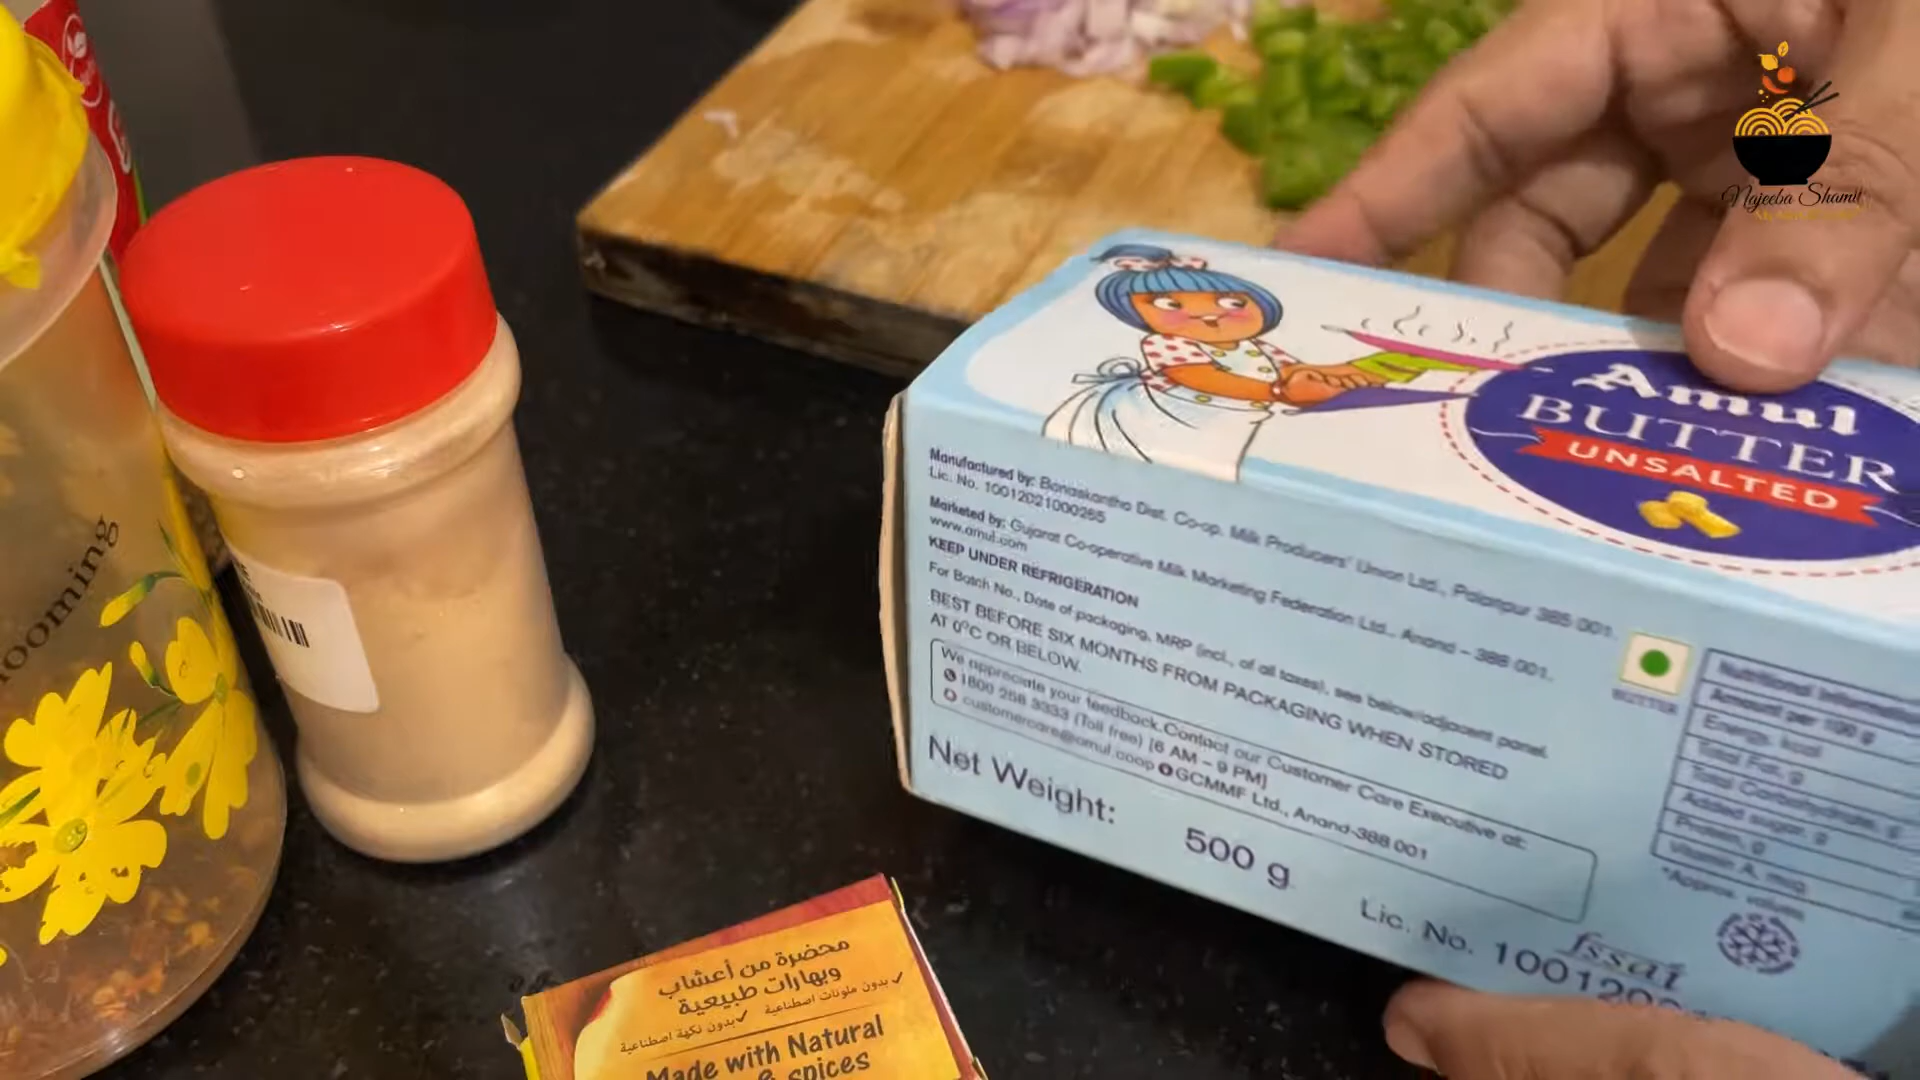 Najeeba Shamil
Amul
BUTTER
UNSALTED
Manufactured by: Banaskantha Dist. Co-op. Milk Producers' Union Ltd., Palanpur 385 001.
Lic. No. 10012021000265
Marketed by: Gujarat Co-operative Milk Marketing Federation Ltd., Anand – 388 001.
www.amul.com
KEEP UNDER REFRIGERATION
For Batch No., Date of packaging, MRP (incl. of all taxes), see below/adjacent panel.
BEST BEFORE SIX MONTHS FROM PACKAGING WHEN STORED
AT 0°C OR BELOW.
We appreciate your feedback. Contact our Customer Care Executive at:
1800 258 3333 (Toll free) [6 AM – 9 PM]
customercare@amul.coop GCMMF Ltd., Anand-388 001
Net Weight: 500 g
fssai
Lic. No. 100120
BUTTER
Nutritional
Amount per 100 g
Energy, kcal
Total Fat, g
Total Carbohydrate, g
Added sugar, g
Protein, g
Vitamin A, mcg
*Approx. values
ooming
محضرة من أعشاب
وبهارات طبيعية
بدون ملونات اصطناعية
بدون نكهة اصطناعية
Made with Natural
& spices